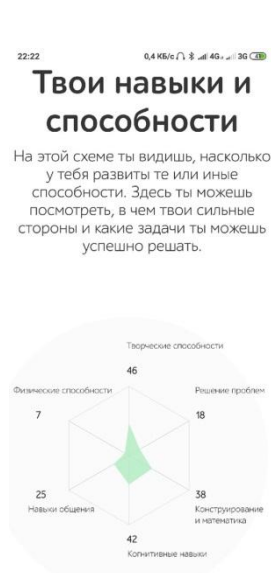 22:22 0,4 КБ/с 4G 3G
Твои навыки и
способности
На этой схеме ты видишь, насколько
у тебя развиты те или иные
способности. Здесь ты можешь
посмотреть, в чем твои сильные
стороны и какие задачи ты можешь
успешно решать.
Творческие способности
46
Физические способности
7
Решение проблем
18
25
Навыки общения
38
Конструирование
и математика
42
Когнитивные навыки